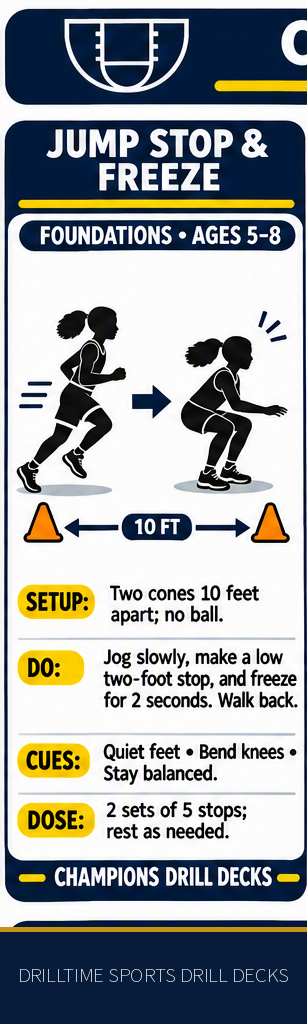 C
JUMP STOP &
FREEZE
FOUNDATIONS • AGES 5–8
10 FT
SETUP: Two cones 10 feet
apart; no ball.
DO: Jog slowly, make a low
two-foot stop, and freeze
for 2 seconds. Walk back.
CUES: Quiet feet • Bend knees •
Stay balanced.
DOSE: 2 sets of 5 stops;
rest as needed.
CHAMPIONS DRILL DECKS
DRILLTIME SPORTS DRILL DECKS